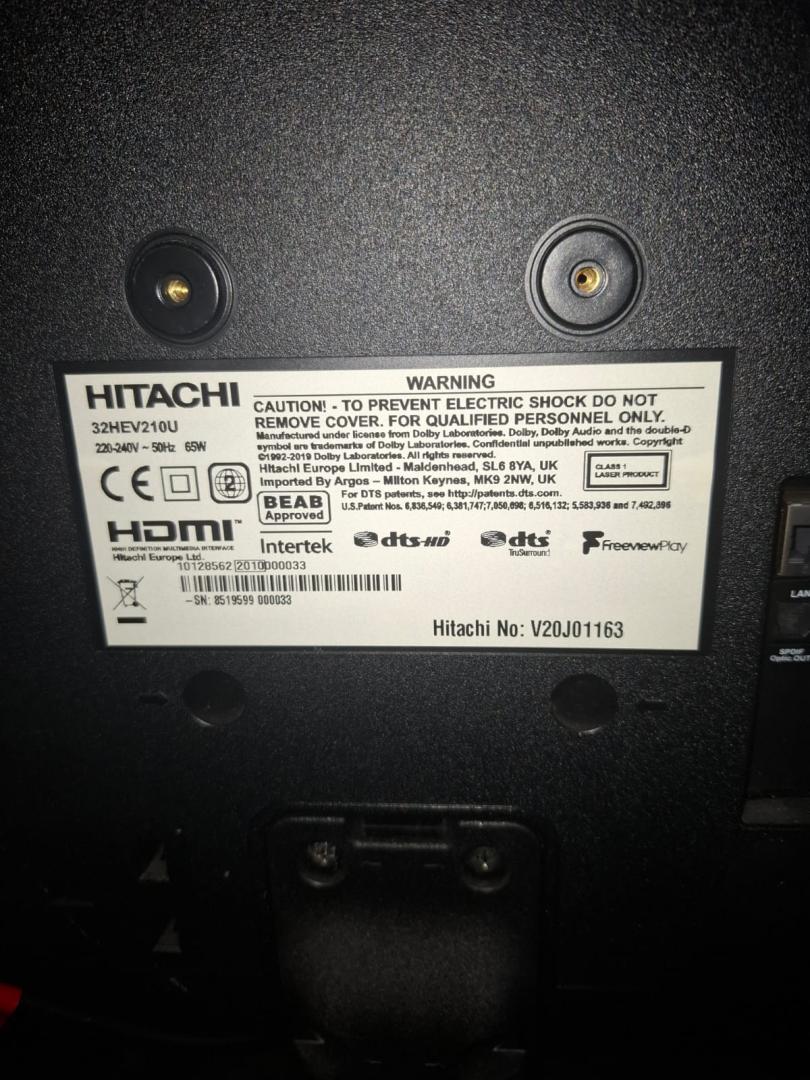 HITACHI
32HEV210U
220-240V ~ 50Hz 65W
WARNING
CAUTION! - TO PREVENT ELECTRIC SHOCK DO NOT
REMOVE COVER. FOR QUALIFIED PERSONNEL ONLY.
Manufactured under license from Dolby Laboratories. Dolby, Dolby Audio and the double-D
symbol are trademarks of Dolby Laboratories. Confidential unpublished works. Copyright
©1992-2019 Dolby Laboratories. All rights reserved.
Hitachi Europe Limited - Maidenhead, SL6 8YA, UK
Imported By Argos – Milton Keynes, MK9 2NW, UK
CLASS 1
LASER PRODUCT
CE
2
BEAB
Approved
For DTS patents, see http://patents.dts.com.
U.S.Patent Nos. 6,836,549; 6,381,747;7,050,698; 6,516,132; 5,583,936 and 7,492,896
HDMI™
HIGH DEFINITION MULTIMEDIA INTERFACE
Intertek
dts-HD
dts
TruSurround
FreeviewPlay
Hitachi Europe Ltd.
10128562 2010 000033
–SN: 8519599 000033
Hitachi No: V20J01163
LAN
SPDIF
Optic.OUT